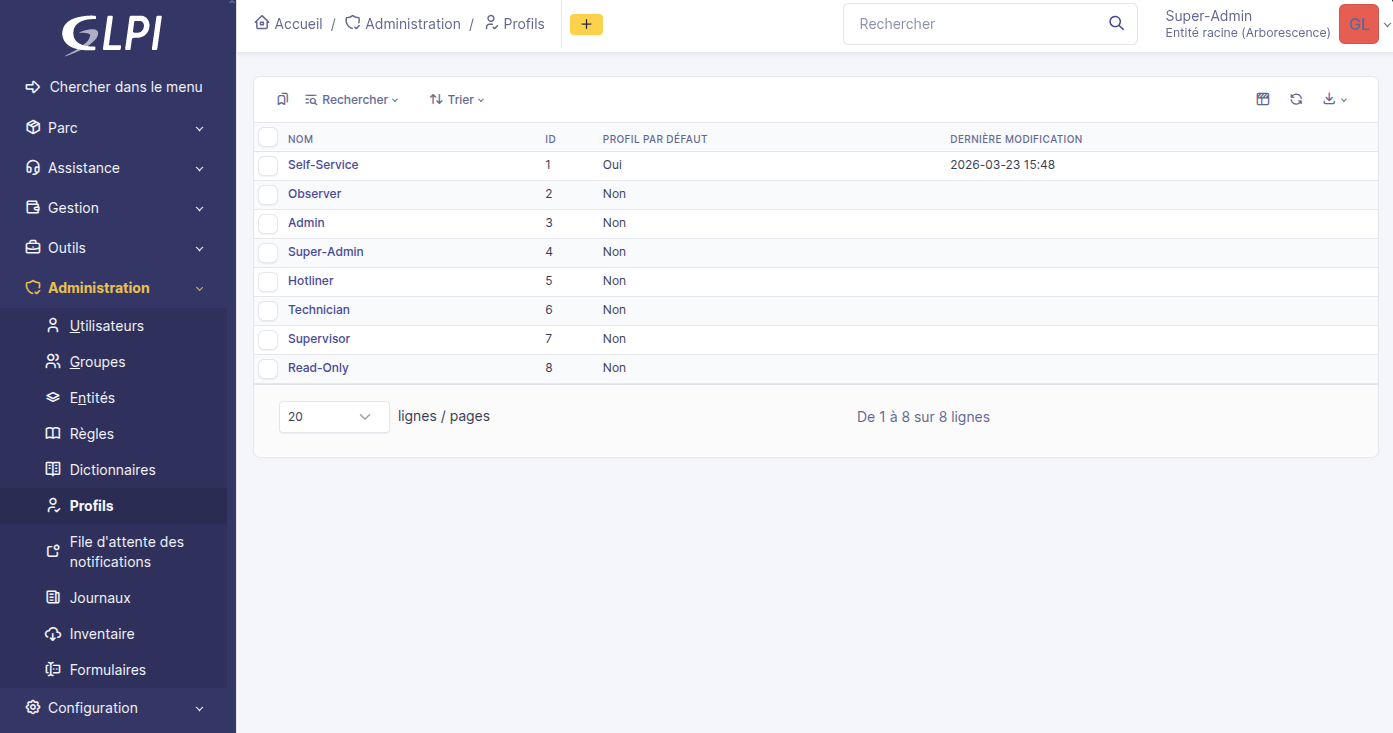 GLPI
Chercher dans le menu
Parc
Assistance
Gestion
Outils
Administration
Utilisateurs
Groupes
Entités
Règles
Dictionnaires
Profils
File d'attente des
notifications
Journaux
Inventaire
Formulaires
Configuration
Accueil / Administration / Profils +
Rechercher
Super-Admin
Entité racine (Arborescence)
GL
Rechercher Trier
NOM ID PROFIL PAR DÉFAUT DERNIÈRE MODIFICATION
Self-Service 1 Oui 2026-03-23 15:48
Observer 2 Non
Admin 3 Non
Super-Admin 4 Non
Hotliner 5 Non
Technician 6 Non
Supervisor 7 Non
Read-Only 8 Non
20 lignes / pages De 1 à 8 sur 8 lignes